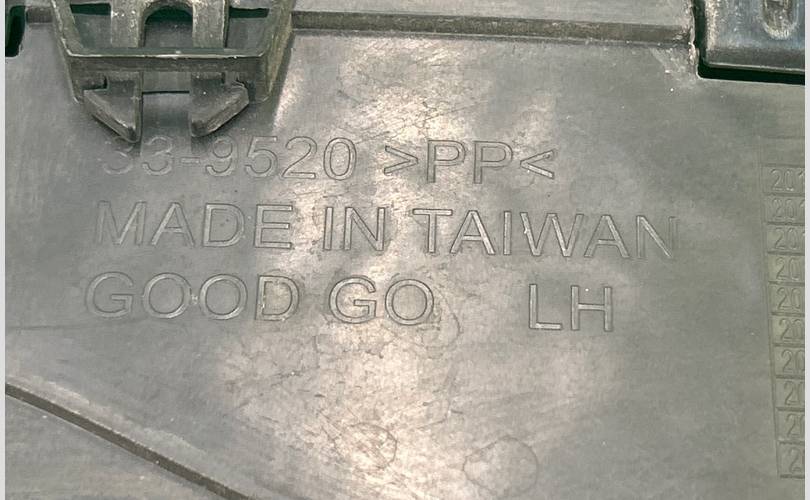 33-9520 >PP<
MADE IN TAIWAN
GOOD GO LH